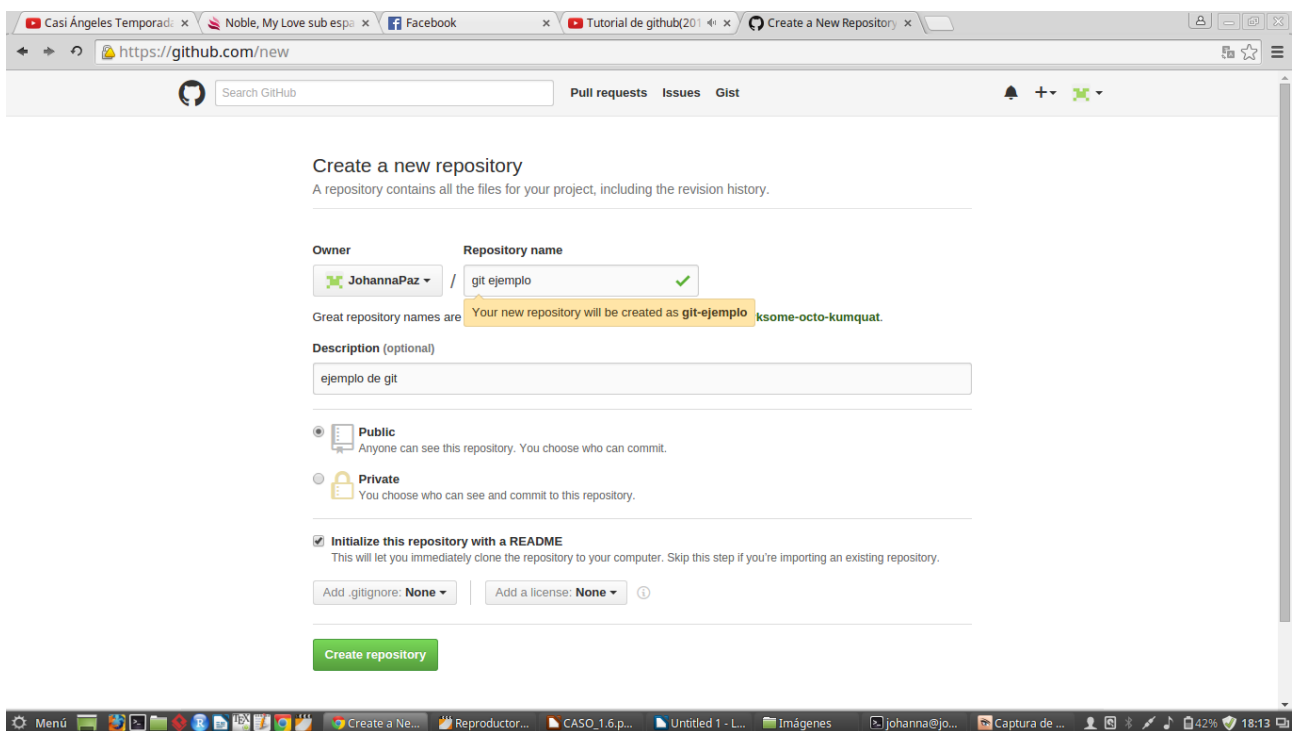 Casi Ángeles Temporada
Noble, My Love sub espa
Facebook
Tutorial de github(201
Create a New Repository
https://github.com/new
Search GitHub
Pull requests Issues Gist
Create a new repository
A repository contains all the files for your project, including the revision history.
Owner
Repository name
JohannaPaz
/
git ejemplo
Great repository names are
Your new repository will be created as git-ejemplo
ksome-octo-kumquat.
Description (optional)
ejemplo de git
Public
Anyone can see this repository. You choose who can commit.
Private
You choose who can see and commit to this repository.
Initialize this repository with a README
This will let you immediately clone the repository to your computer. Skip this step if you're importing an existing repository.
Add .gitignore: None
Add a license: None
Create repository
Menú
Create a Ne...
Reproductor...
CASO_1.6.p...
Untitled 1 - L...
Imágenes
johanna@jo...
Captura de ...
42%
18:13